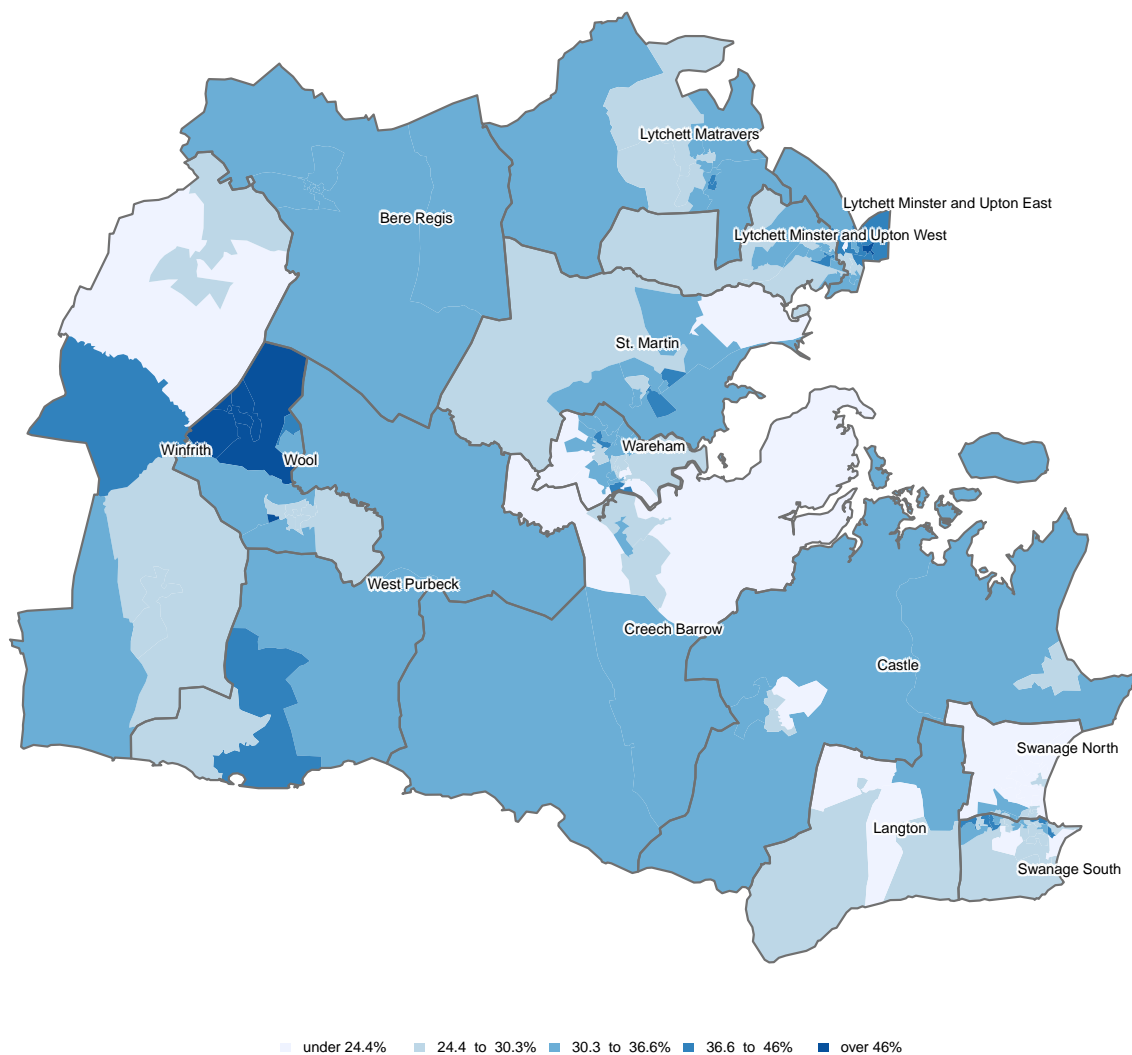 Lytchett Matravers
Lytchett Minster and Upton East
Bere Regis
Lytchett Minster and Upton West
St. Martin
Wareham
Winfrith
Wool
West Purbeck
Creech Barrow
Castle
Swanage North
Langton
Swanage South
under 24.4% 24.4 to 30.3% 30.3 to 36.6% 36.6 to 46% over 46%